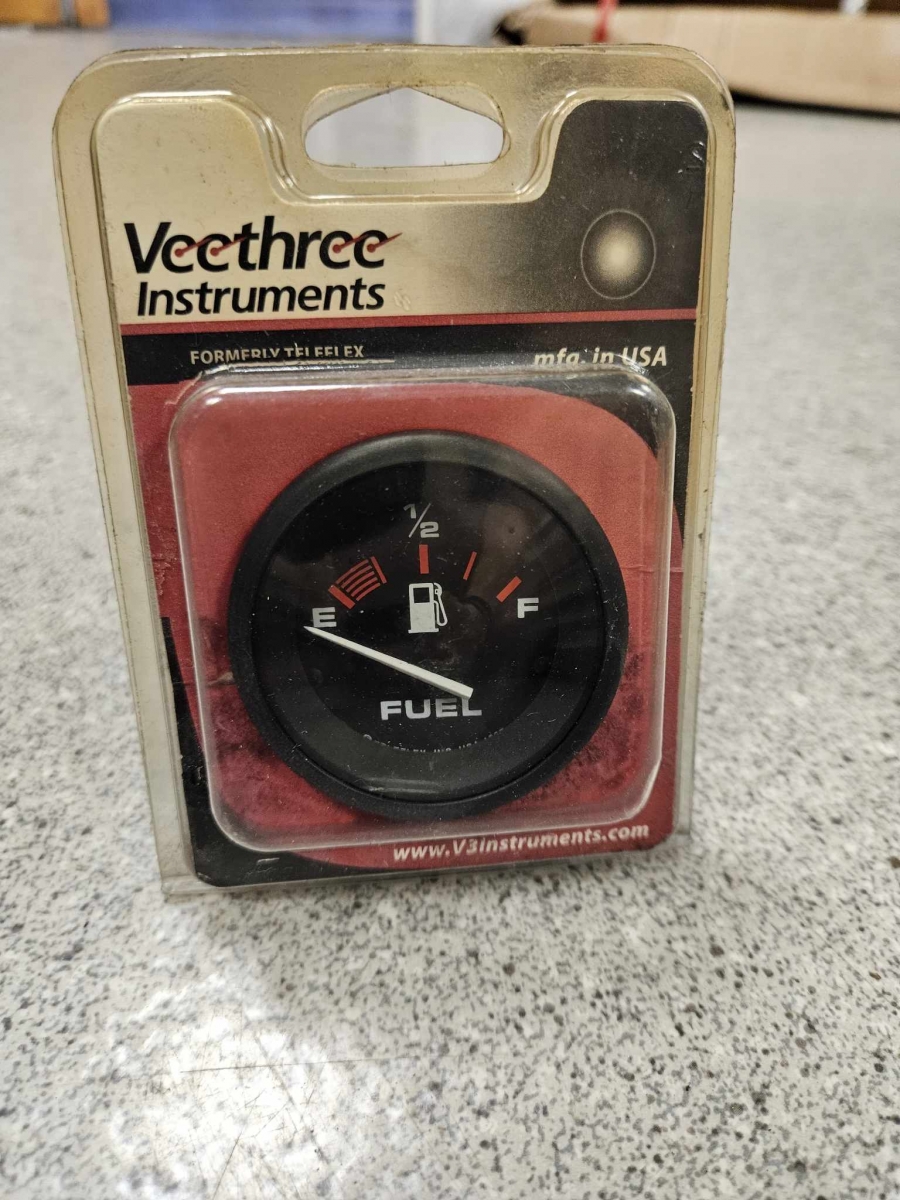 Veethree
Instruments
FORMERLY TELEFLEX
mfg. in USA
1/2
E
F
FUEL
www.V3instruments.com